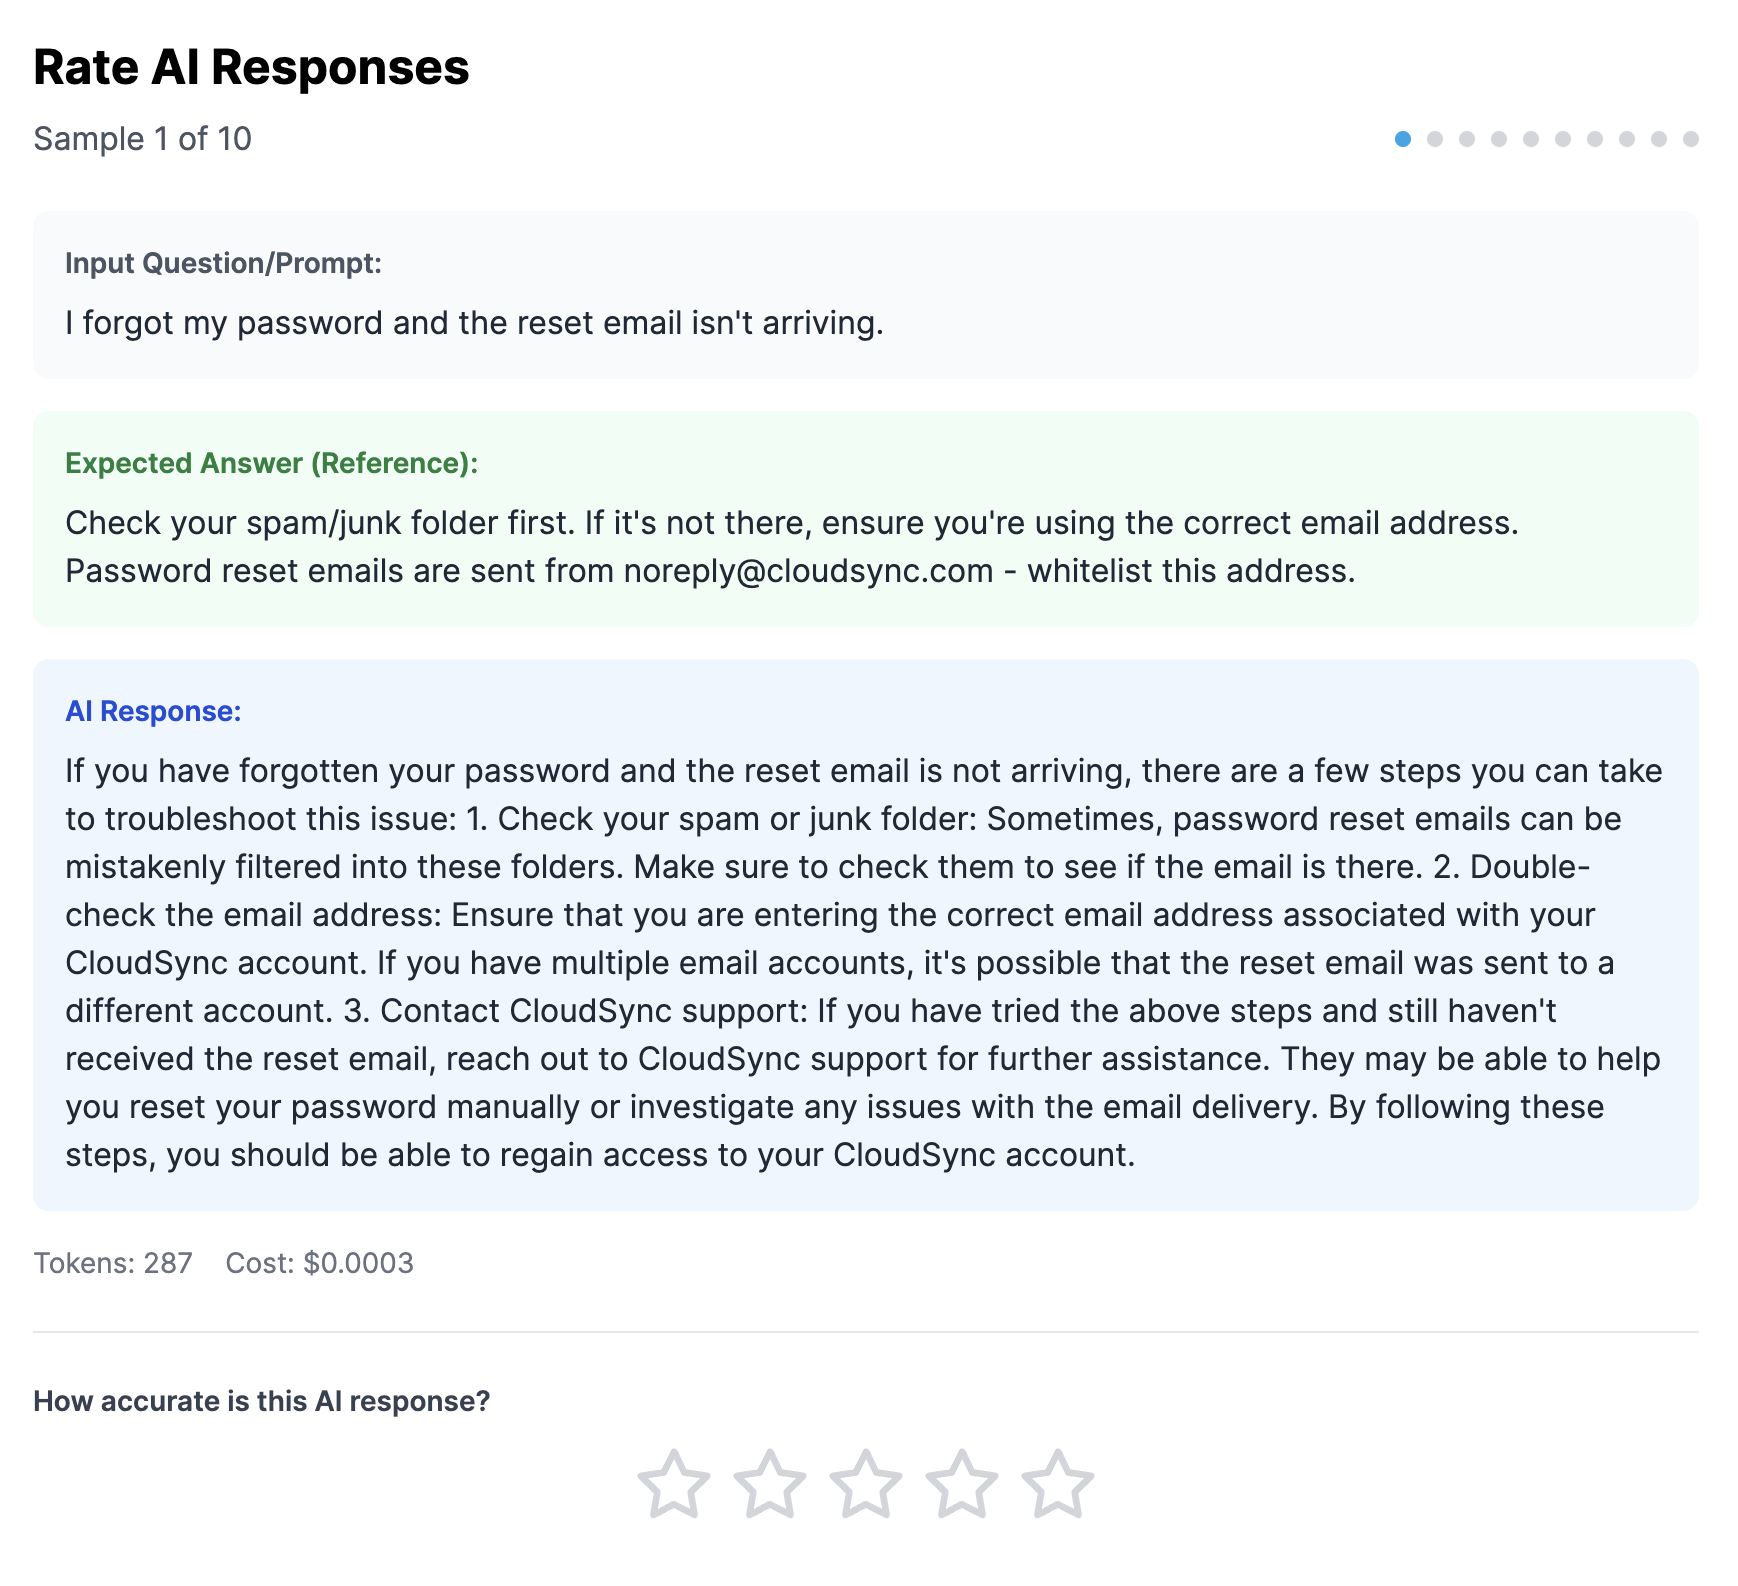 Rate AI Responses
Sample 1 of 10
Input Question/Prompt:
I forgot my password and the reset email isn't arriving.
Expected Answer (Reference):
Check your spam/junk folder first. If it's not there, ensure you're using the correct email address.
Password reset emails are sent from noreply@cloudsync.com - whitelist this address.
AI Response:
If you have forgotten your password and the reset email is not arriving, there are a few steps you can take
to troubleshoot this issue: 1. Check your spam or junk folder: Sometimes, password reset emails can be
mistakenly filtered into these folders. Make sure to check them to see if the email is there. 2. Double-
check the email address: Ensure that you are entering the correct email address associated with your
CloudSync account. If you have multiple email accounts, it's possible that the reset email was sent to a
different account. 3. Contact CloudSync support: If you have tried the above steps and still haven't
received the reset email, reach out to CloudSync support for further assistance. They may be able to help
you reset your password manually or investigate any issues with the email delivery. By following these
steps, you should be able to regain access to your CloudSync account.
Tokens: 287 Cost: $0.0003
How accurate is this AI response?